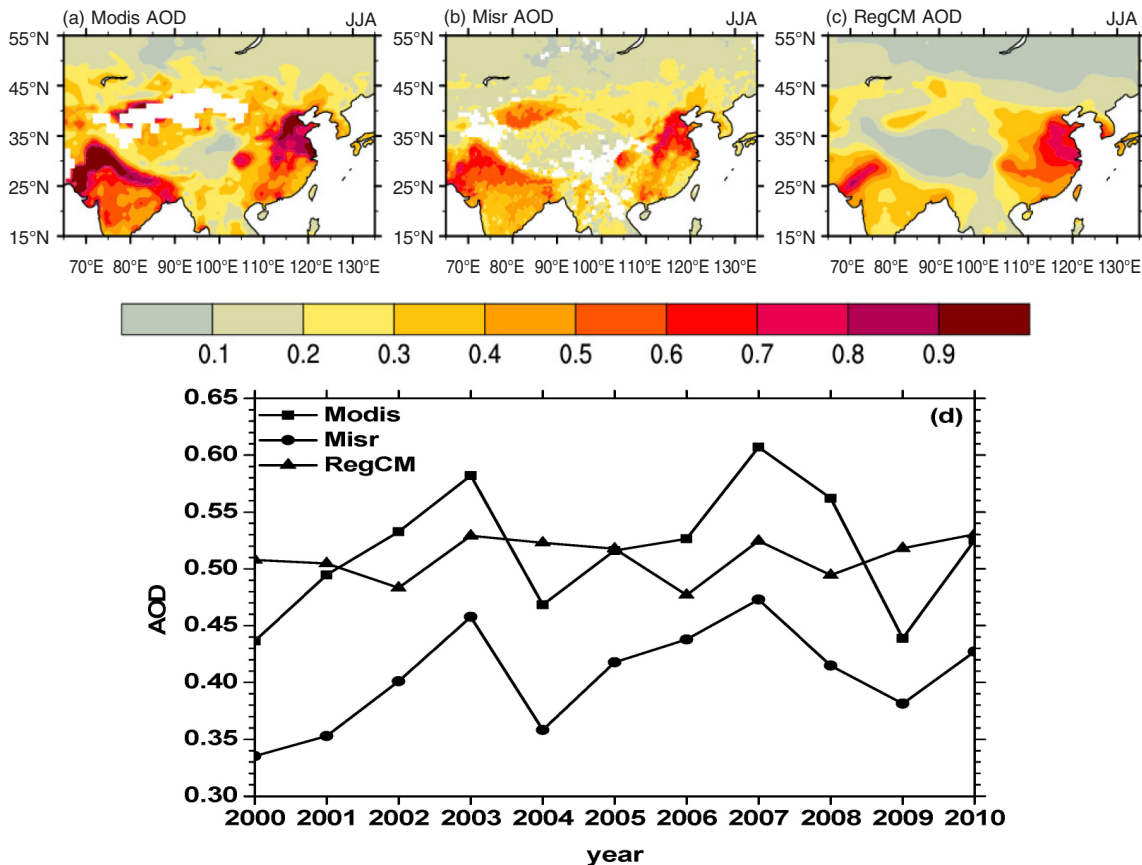 (a) Modis AOD JJA (b) Misr AOD JJA (c) RegCM AOD JJA
55°N 55°N 55°N
45°N 45°N 45°N
35°N 35°N 35°N
25°N 25°N 25°N
15°N 15°N 15°N
70°E 80°E 90°E 100°E 110°E 120°E 130°E 70°E 80°E 90°E 100°E 110°E 120°E 130°E 70°E 80°E 90°E 100°E 110°E 120°E 130°E
0.1 0.2 0.3 0.4 0.5 0.6 0.7 0.8 0.9
(d)
Modis
Misr
RegCM
AOD
0.65
0.60
0.55
0.50
0.45
0.40
0.35
0.30
2000 2001 2002 2003 2004 2005 2006 2007 2008 2009 2010
year